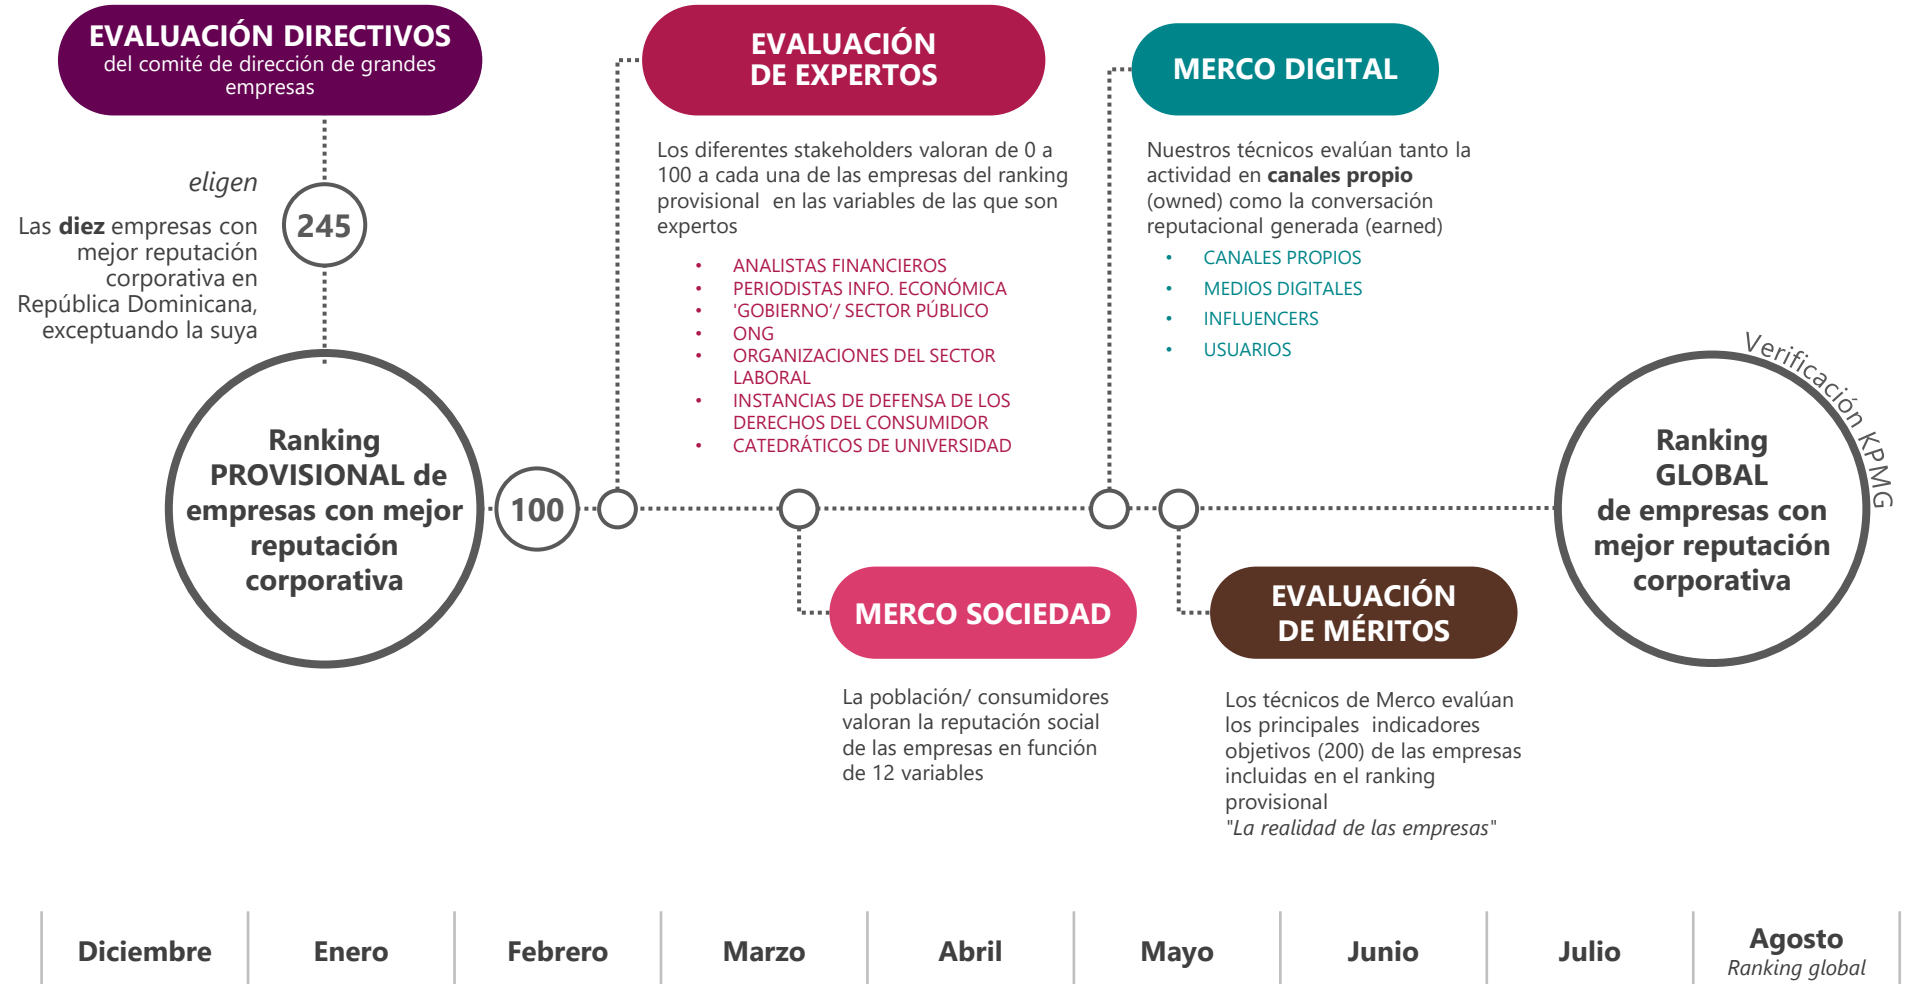 EVALUACIÓN DIRECTIVOS
del comité de dirección de grandes
empresas
eligen
245
Las diez empresas con
mejor reputación
corporativa en
República Dominicana,
exceptuando la suya
Ranking
PROVISIONAL de
empresas con mejor
reputación
corporativa
100
EVALUACIÓN
DE EXPERTOS
Los diferentes stakeholders valoran de 0 a
100 a cada una de las empresas del ranking
provisional en las variables de las que son
expertos
• ANALISTAS FINANCIEROS
• PERIODISTAS INFO. ECONÓMICA
• 'GOBIERNO'/ SECTOR PÚBLICO
• ONG
• ORGANIZACIONES DEL SECTOR
LABORAL
• INSTANCIAS DE DEFENSA DE LOS
DERECHOS DEL CONSUMIDOR
• CATEDRÁTICOS DE UNIVERSIDAD
MERCO SOCIEDAD
La población/ consumidores
valoran la reputación social
de las empresas en función
de 12 variables
MERCO DIGITAL
Nuestros técnicos evalúan tanto la
actividad en canales propio
(owned) como la conversación
reputacional generada (earned)
• CANALES PROPIOS
• MEDIOS DIGITALES
• INFLUENCERS
• USUARIOS
EVALUACIÓN
DE MÉRITOS
Los técnicos de Merco evalúan
los principales indicadores
objetivos (200) de las empresas
incluidas en el ranking
provisional
"La realidad de las empresas"
Verificación KPMG
Ranking
GLOBAL
de empresas con
mejor reputación
corporativa
Diciembre
Enero
Febrero
Marzo
Abril
Mayo
Junio
Julio
Agosto
Ranking global